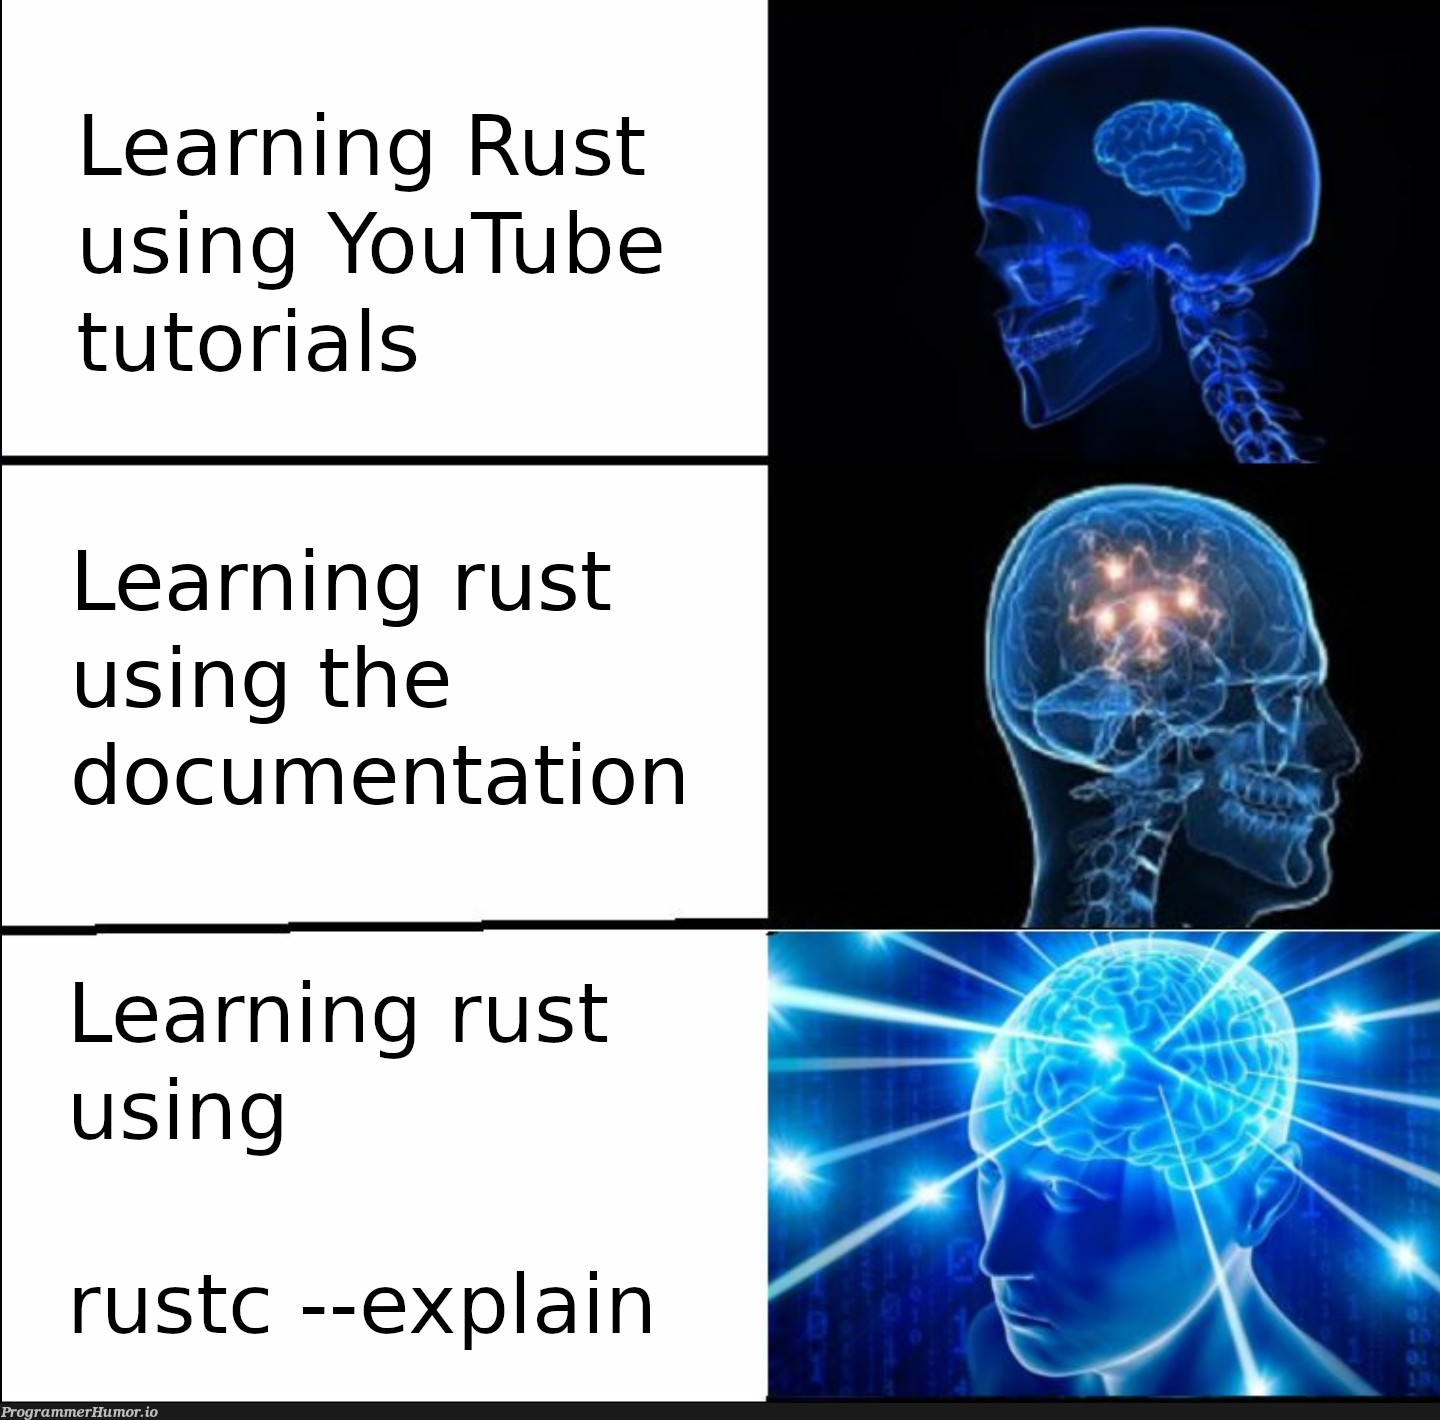 Learning Rust
using YouTube
tutorials
Learning rust
using the
documentation
Learning rust
using
rustc --explain
ProgrammerHumor.io